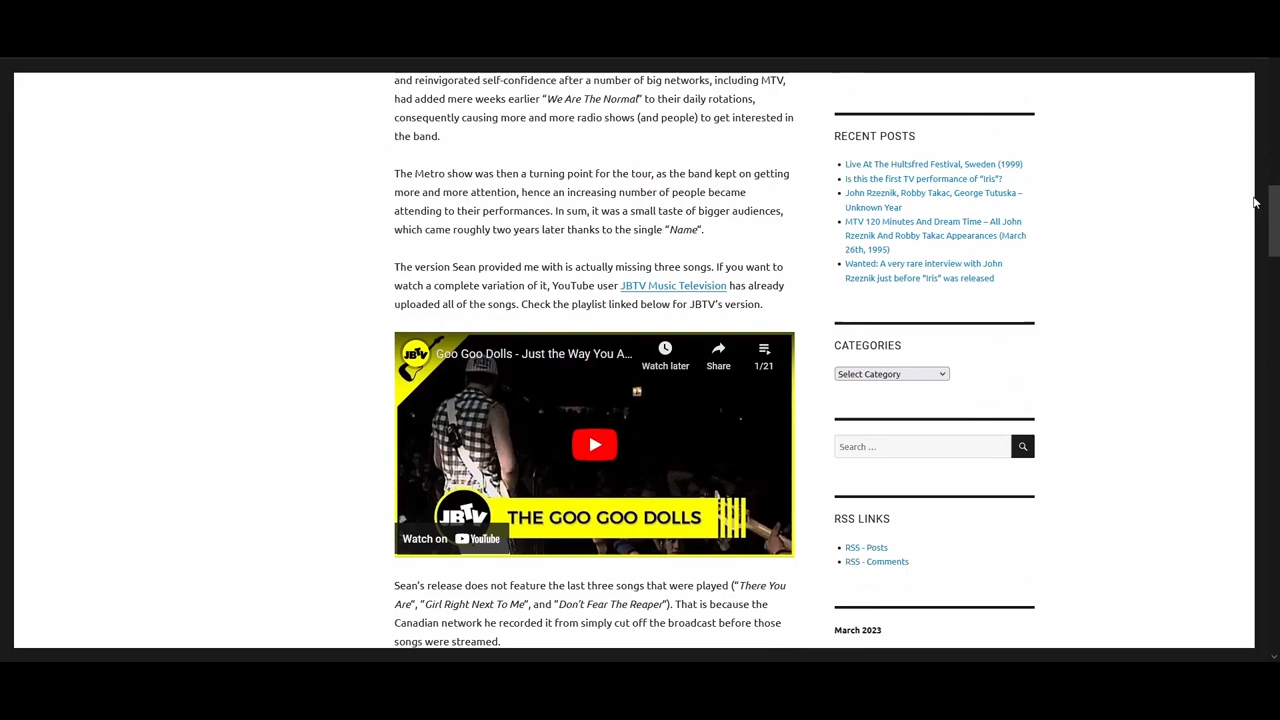 and reinvigorated self-confidence after a number of big networks, including MTV,
had added mere weeks earlier “We Are The Normal” to their daily rotations,
consequently causing more and more radio shows (and people) to get interested in
the band.
The Metro show was then a turning point for the tour, as the band kept on getting
more and more attention, hence an increasing number of people became
attending to their performances. In sum, it was a small taste of bigger audiences,
which came roughly two years later thanks to the single “Name“.
The version Sean provided me with is actually missing three songs. If you want to
watch a complete variation of it, YouTube user JBTV Music Television has already
uploaded all of the songs. Check the playlist linked below for JBTV’s version.
JBTV
Goo Goo Dolls - Just the Way You A...
Watch later
Share
1/21
JBTV
THE GOO GOO DOLLS
Watch on YouTube
Sean’s release does not feature the last three songs that were played (“There You
Are“, “Girl Right Next To Me“, and “Don’t Fear The Reaper“). That is because the
Canadian network he recorded it from simply cut off the broadcast before those
songs were streamed.
RECENT POSTS
Live At The Hultsfred Festival, Sweden (1999)
Is this the first TV performance of “Iris”?
John Rzeznik, Robby Takac, George Tutuska –
Unknown Year
MTV 120 Minutes And Dream Time – All John
Rzeznik And Robby Takac Appearances (March
26th, 1995)
Wanted: A very rare interview with John
Rzeznik just before “Iris” was released
CATEGORIES
Select Category
Search …
RSS LINKS
RSS - Posts
RSS - Comments
March 2023